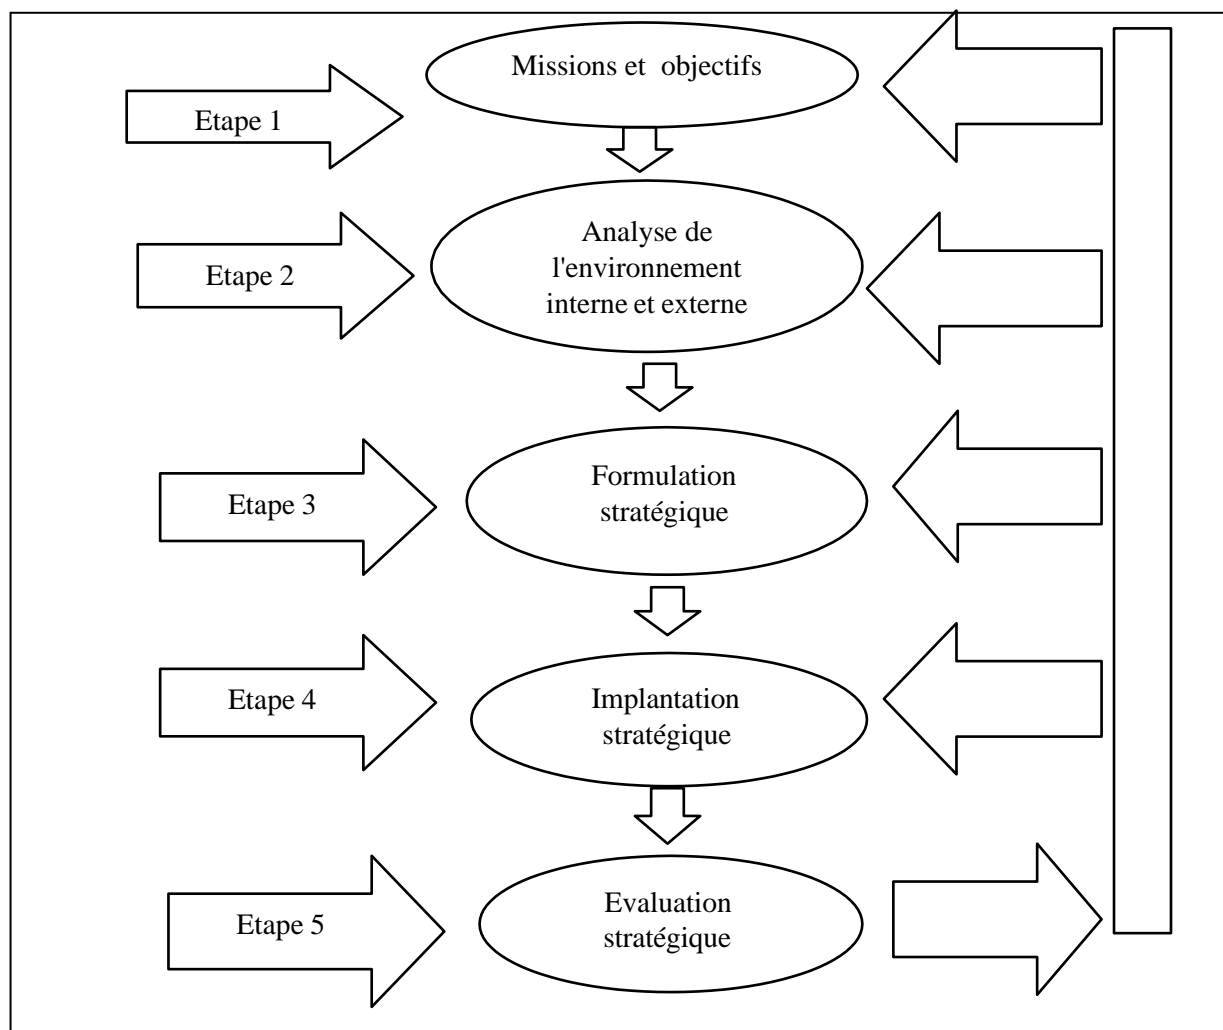 Missions et objectifs
Etape 1
Analyse de
l'environnement
interne et externe
Etape 2
Formulation
stratégique
Etape 3
Implantation
stratégique
Etape 4
Evaluation
stratégique
Etape 5